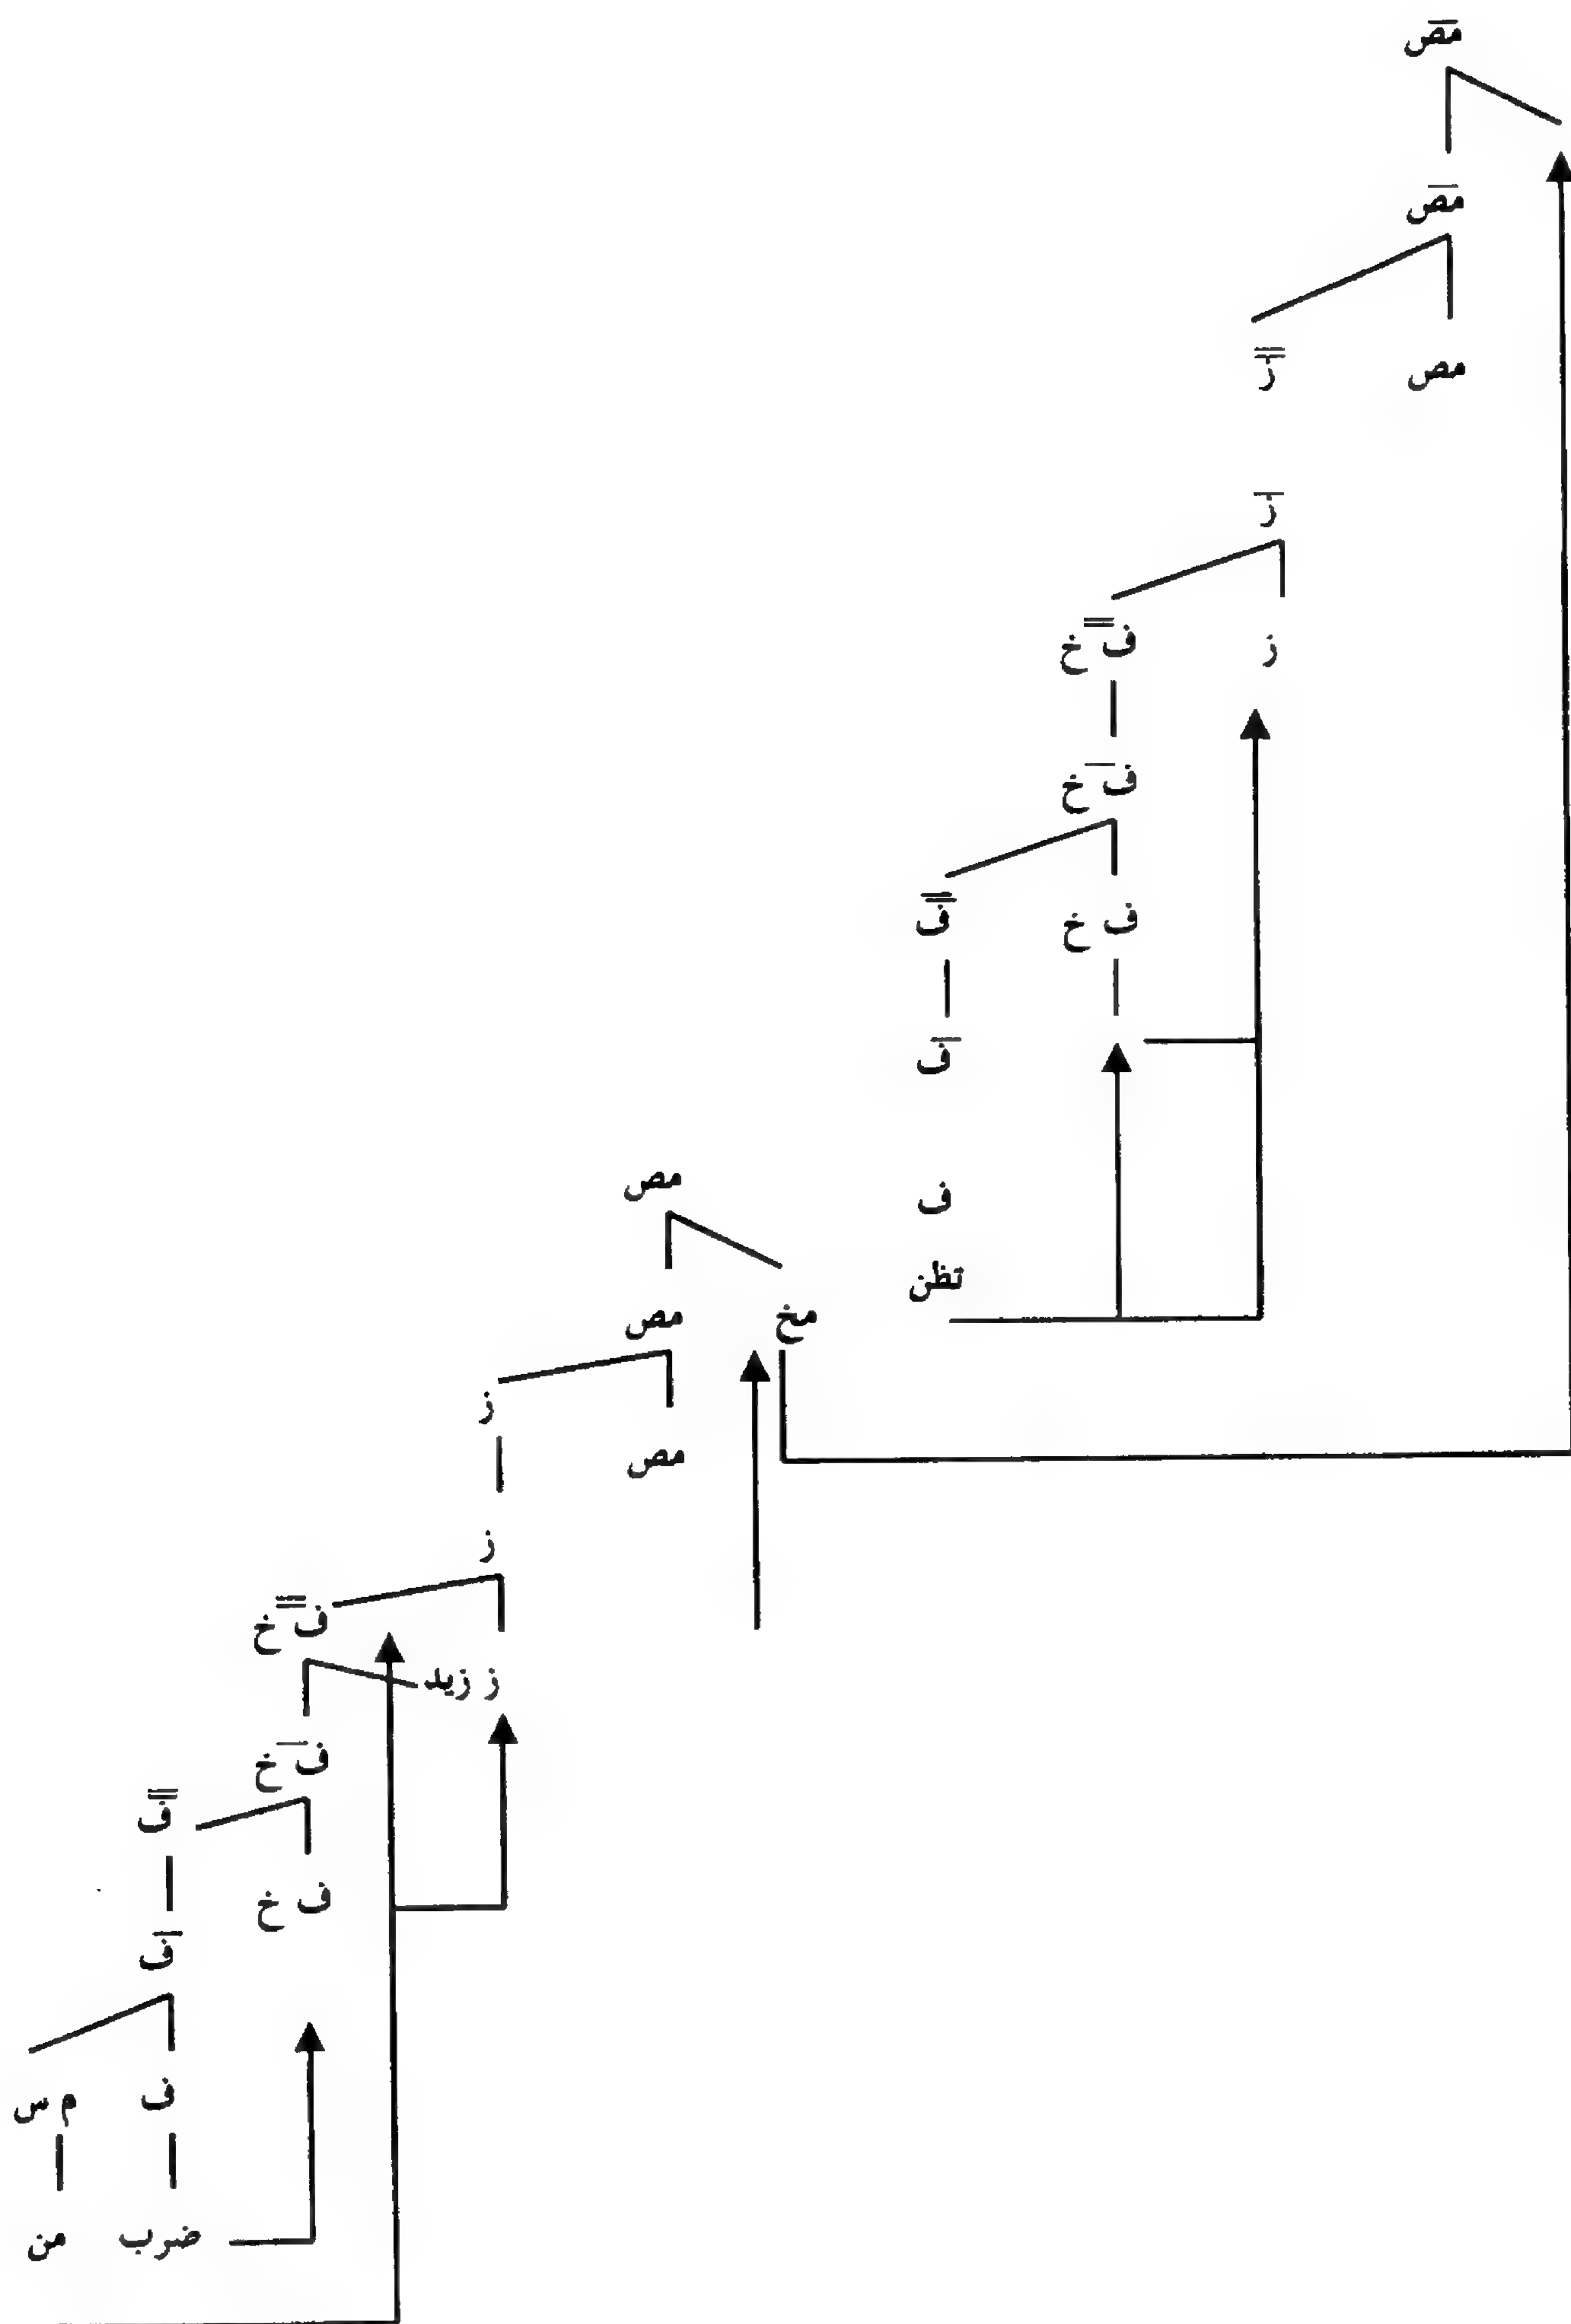 مَص
مَص
ز مص
ز
ف خ ز
ف خ
ف ف خ
ف
مص ف
تظن
مص مخ
ز
مص
ز
ف خ
ز زيد
ف خ
ف
ف خ
ف
م س ف
من ضرب